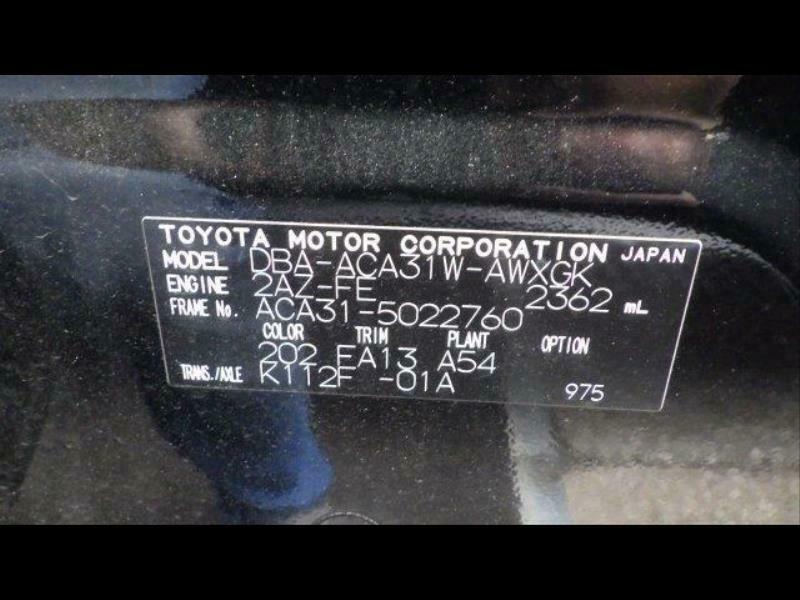 TOYOTA MOTOR CORPORATION JAPAN
MODEL DBA-ACA31W-AWXGK
ENGINE 2AZ-FE 2362 mL
FRAME No. ACA31-5022760
COLOR TRIM PLANT OPTION
202 FA13 A54
TRANS./AXLE K112F -01A 975